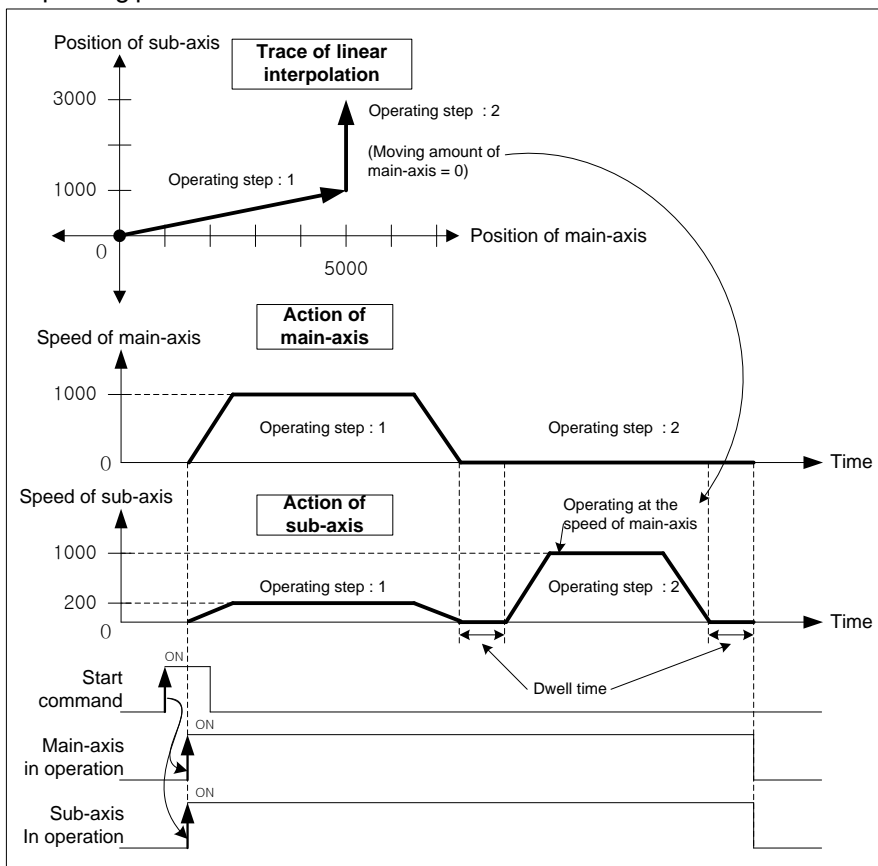 Position of sub-axis
Trace of linear
interpolation
3000
Operating step : 2
(Moving amount of
main-axis = 0)
Operating step : 1
1000
0
Position of main-axis
5000
Action of
main-axis
Speed of main-axis
1000
Operating step : 1
Operating step : 2
0
Time
Speed of sub-axis
Action of
sub-axis
Operating at the
speed of main-axis
1000
Operating step : 1
Operating step : 2
200
0
Time
Dwell time
ON
Start
command
ON
Main-axis
in operation
ON
Sub-axis
In operation